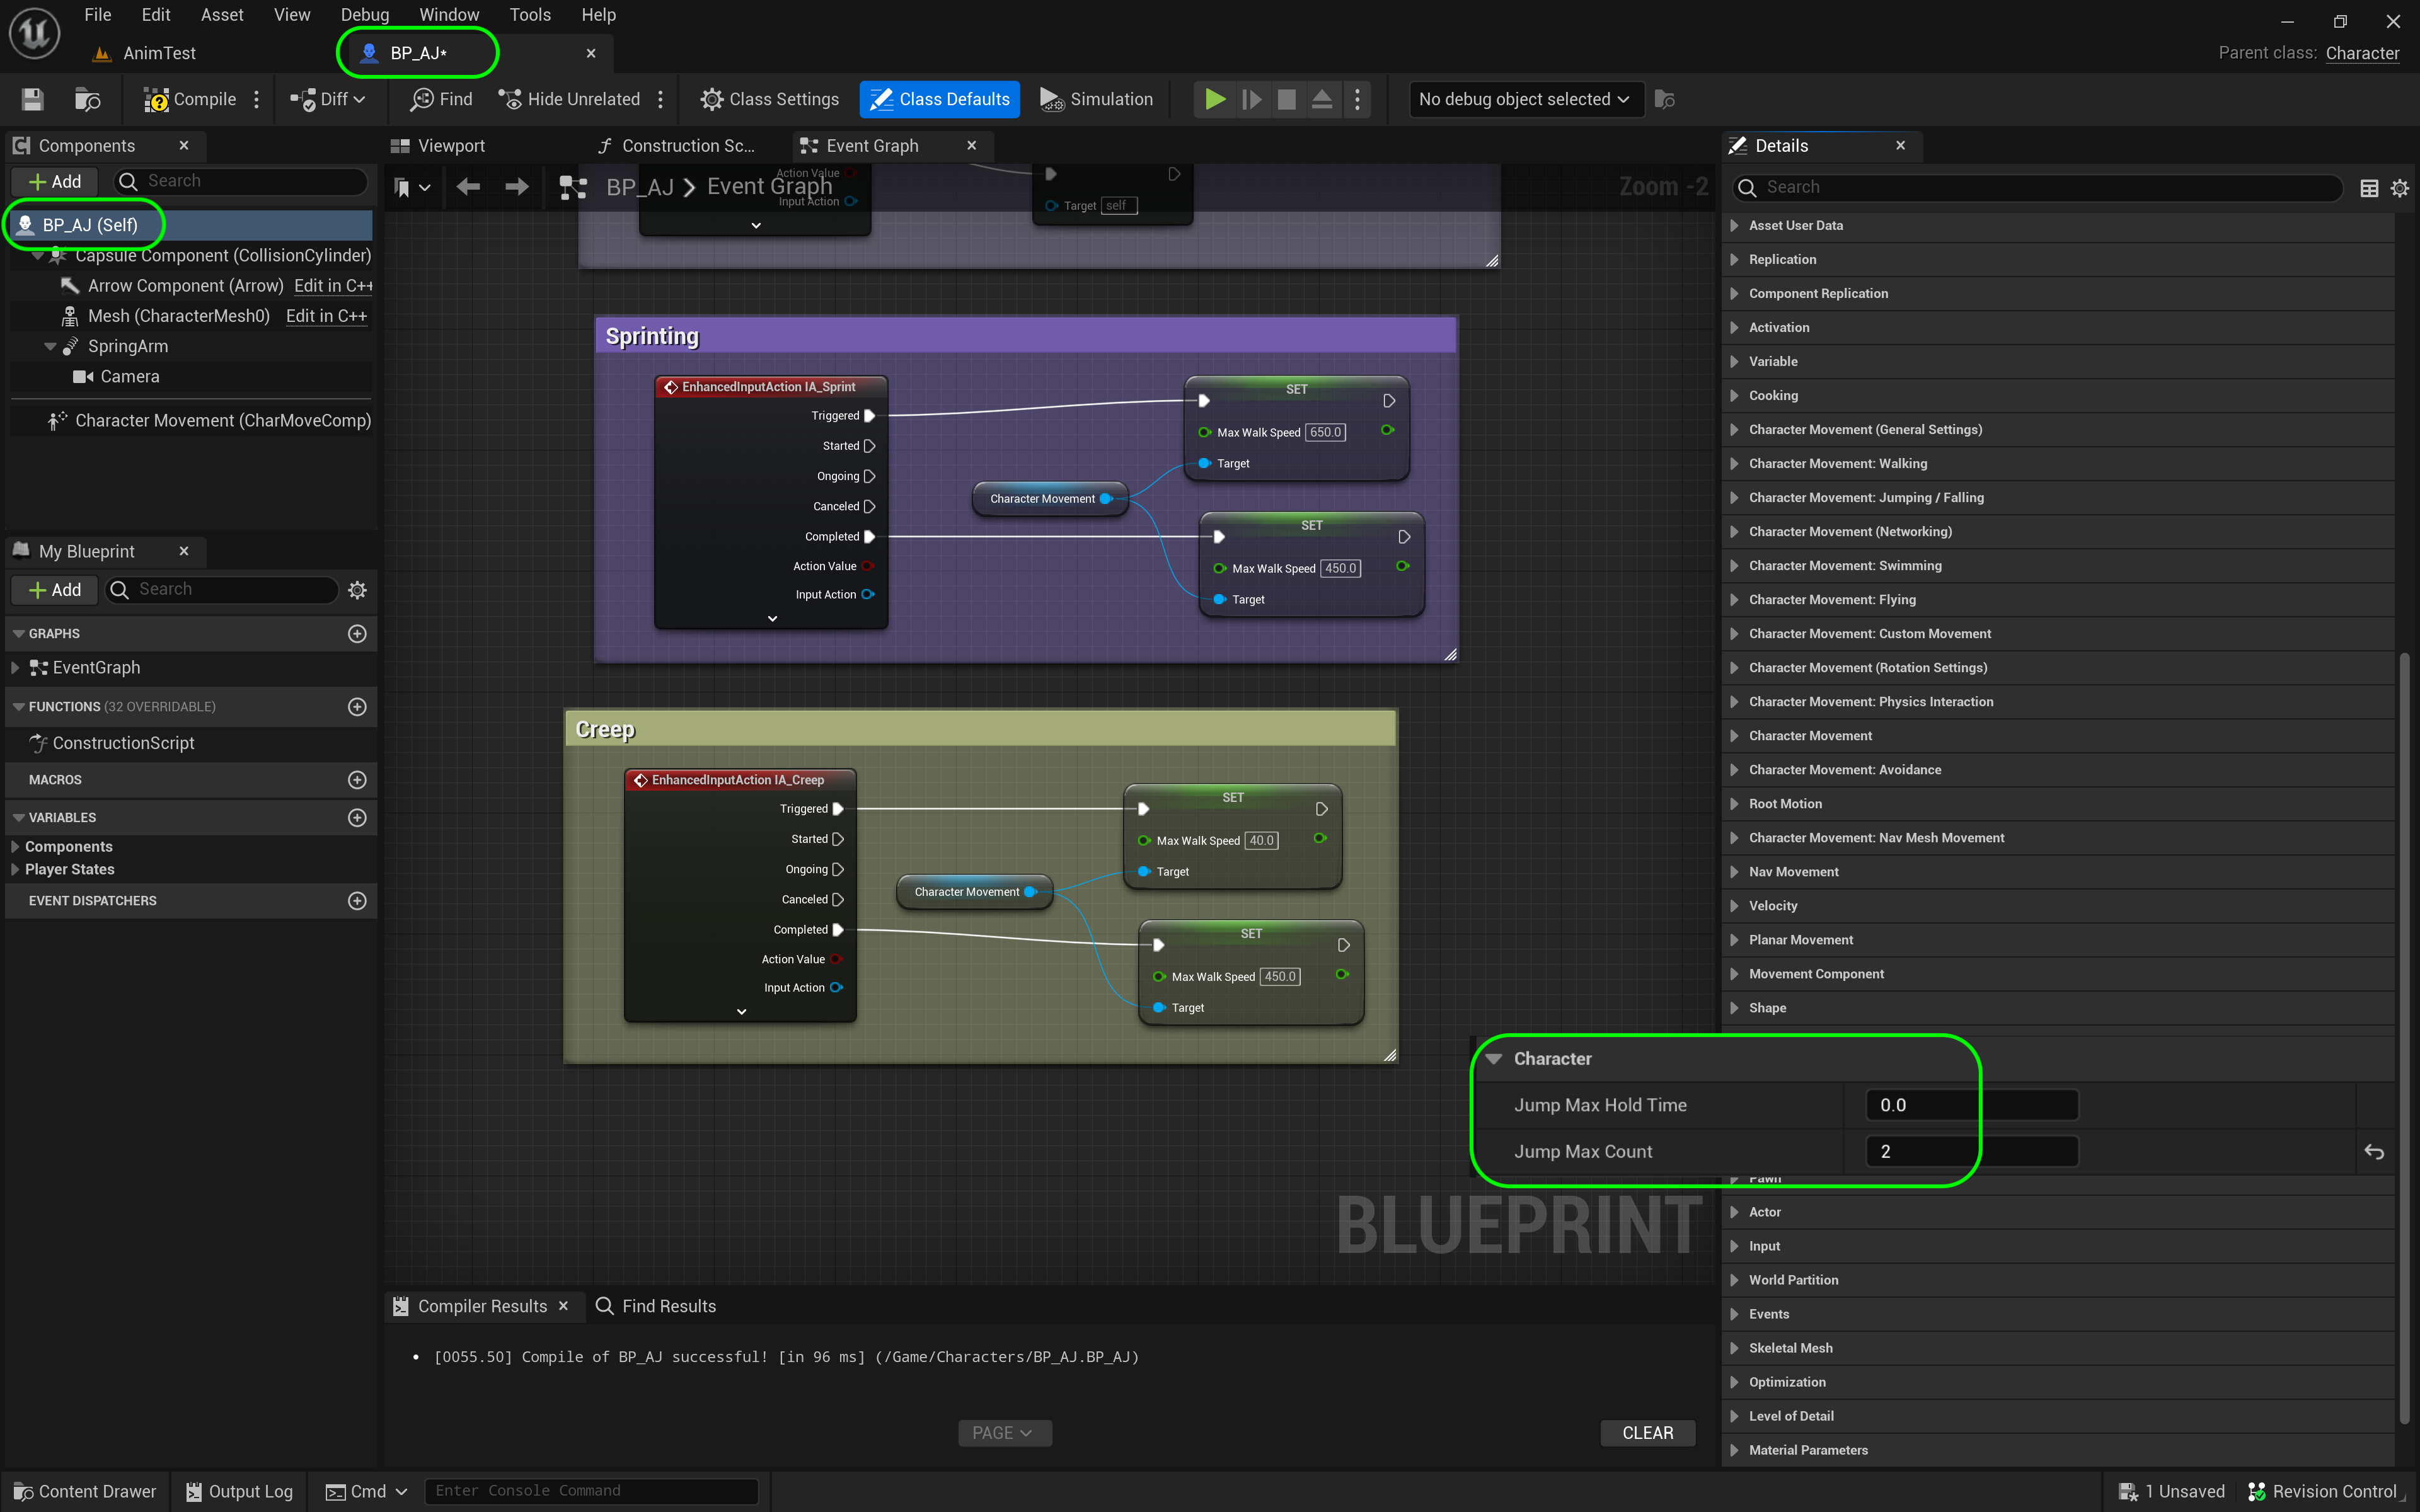 File Edit Asset View Debug Window Tools Help
AnimTest
BP_AJ*
Parent class: Character
Compile
Diff
Find
Hide Unrelated
Class Settings
Class Defaults
Simulation
No debug object selected
Components
Add
Search
BP_AJ (Self)
Capsule Component (CollisionCylinder)
Arrow Component (Arrow) Edit in C++
Mesh (CharacterMesh0) Edit in C++
SpringArm
Camera
Character Movement (CharMoveComp)
My Blueprint
Add
Search
GRAPHS
EventGraph
FUNCTIONS (32 OVERRIDABLE)
ConstructionScript
MACROS
VARIABLES
Components
Player States
EVENT DISPATCHERS
Viewport
Construction Sc...
Event Graph
BP_AJ > Event Graph
Zoom -2
Action Value
Input Action
Target self
Sprinting
EnhancedInputAction IA_Sprint
Triggered
Started
Ongoing
Canceled
Completed
Action Value
Input Action
Character Movement
SET
Max Walk Speed 650.0
Target
SET
Max Walk Speed 450.0
Target
Creep
EnhancedInputAction IA_Creep
Triggered
Started
Ongoing
Canceled
Completed
Action Value
Input Action
Character Movement
SET
Max Walk Speed 40.0
Target
SET
Max Walk Speed 450.0
Target
BLUEPRINT
Compiler Results
Find Results
• [0055.50] Compile of BP_AJ successful! [in 96 ms] (/Game/Characters/BP_AJ.BP_AJ)
PAGE
CLEAR
Details
Search
Asset User Data
Replication
Component Replication
Activation
Variable
Cooking
Character Movement (General Settings)
Character Movement: Walking
Character Movement: Jumping / Falling
Character Movement (Networking)
Character Movement: Swimming
Character Movement: Flying
Character Movement: Custom Movement
Character Movement (Rotation Settings)
Character Movement: Physics Interaction
Character Movement
Character Movement: Avoidance
Root Motion
Character Movement: Nav Mesh Movement
Nav Movement
Velocity
Planar Movement
Movement Component
Shape
Character
Jump Max Hold Time 0.0
Jump Max Count 2
Pawn
Actor
Input
World Partition
Events
Skeletal Mesh
Optimization
Level of Detail
Material Parameters
Content Drawer
Output Log
Cmd
Enter Console Command
1 Unsaved
Revision Control